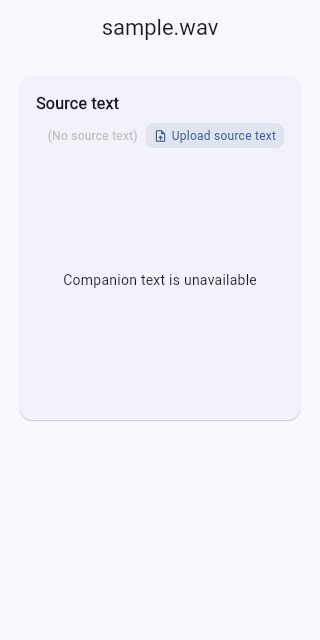 sample.wav
Source text
(No source text)
Upload source text
Companion text is unavailable